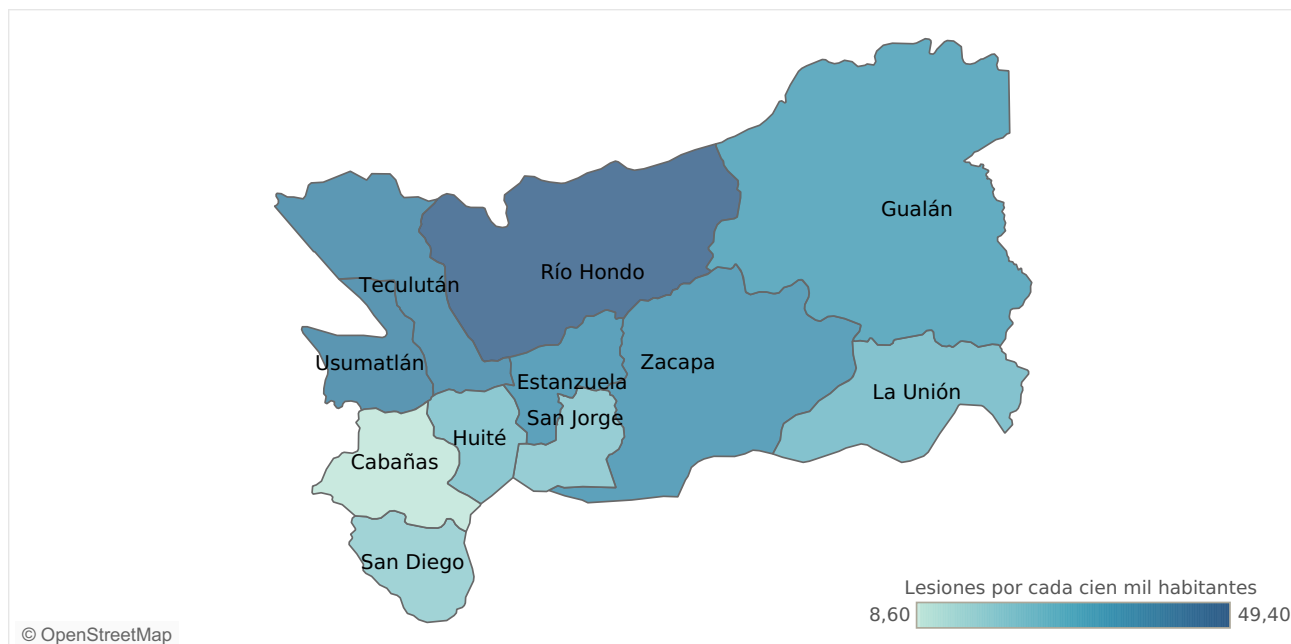 Gualán
Río Hondo
Teculután
Usumatlán
Zacapa
Estanzuela
La Unión
San Jorge
Huité
Cabañas
San Diego
Lesiones por cada cien mil habitantes
8,60 49,40
© OpenStreetMap